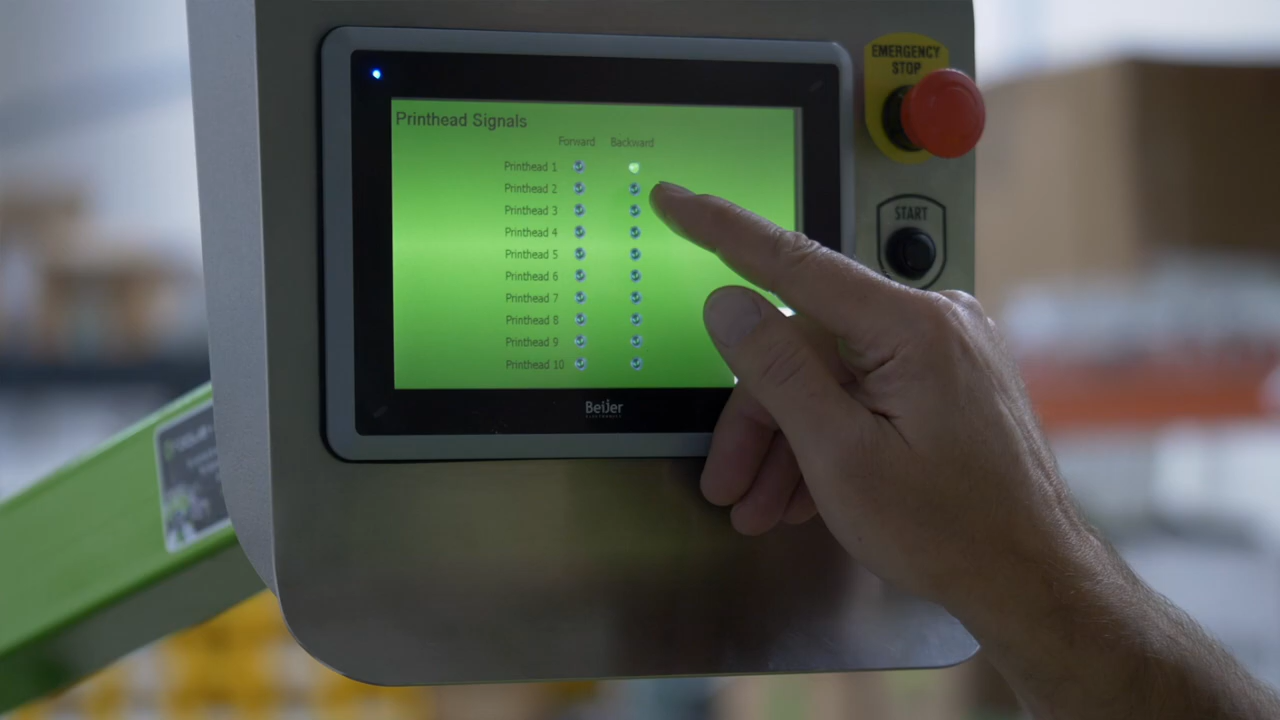 EMERGENCY
STOP
Printhead Signals
Forward Backward
Printhead 1
Printhead 2
START
Printhead 3
Printhead 4
Printhead 5
Printhead 6
Printhead 7
Printhead 8
Printhead 9
Printhead 10
Beijer
ELECTRONICS